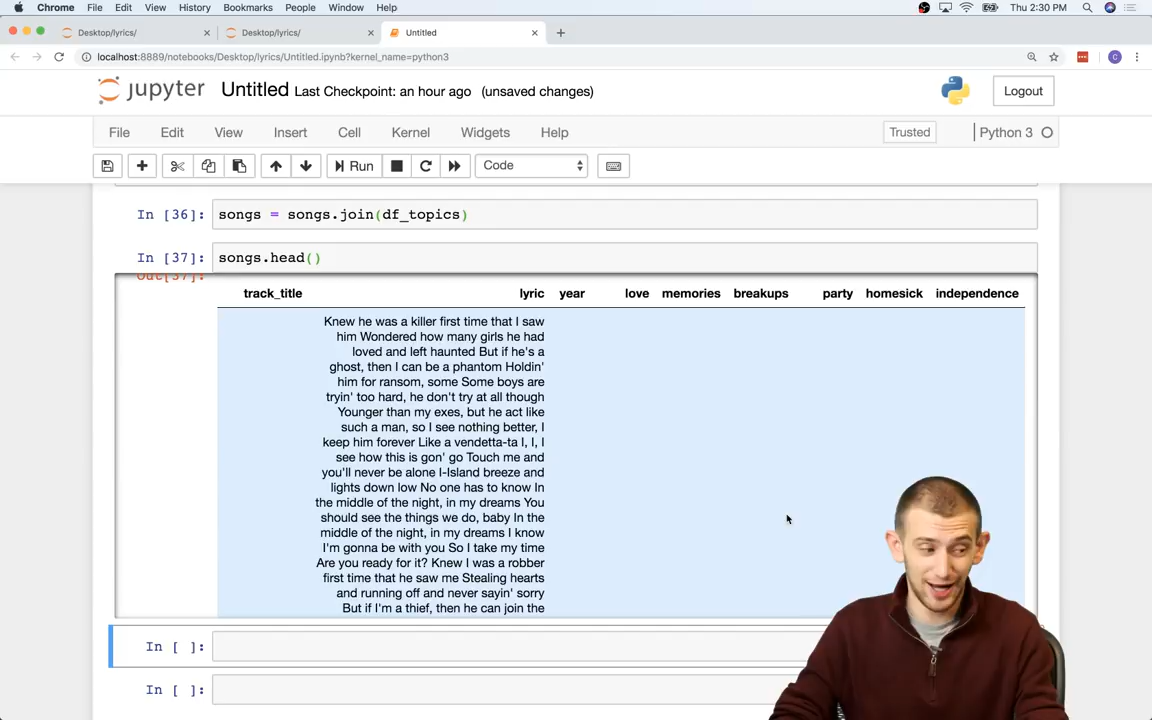 Chrome File Edit View History Bookmarks People Window Help Thu 2:30 PM
Desktop/lyrics/ Desktop/lyrics/ Untitled
localhost:8889/notebooks/Desktop/lyrics/Untitled.ipynb?kernel_name=python3 C
jupyter Untitled Last Checkpoint: an hour ago (unsaved changes) Logout
File Edit View Insert Cell Kernel Widgets Help Trusted Python 3
Run Code
In [36]: songs = songs.join(df_topics)
In [37]: songs.head()
Out[37]:
track_title lyric year love memories breakups party homesick independence
Knew he was a killer first time that I saw
him Wondered how many girls he had
loved and left haunted But if he's a
ghost, then I can be a phantom Holdin'
him for ransom, some Some boys are
tryin' too hard, he don't try at all though
Younger than my exes, but he act like
such a man, so I see nothing better, I
keep him forever Like a vendetta-ta I, I, I
see how this is gon' go Touch me and
you'll never be alone I-Island breeze and
lights down low No one has to know In
the middle of the night, in my dreams You
should see the things we do, baby In the
middle of the night, in my dreams I know
I'm gonna be with you So I take my time
Are you ready for it? Knew I was a robber
first time that he saw me Stealing hearts
and running off and never sayin' sorry
But if I'm a thief, then he can join the
In [ ]:
In [ ]: